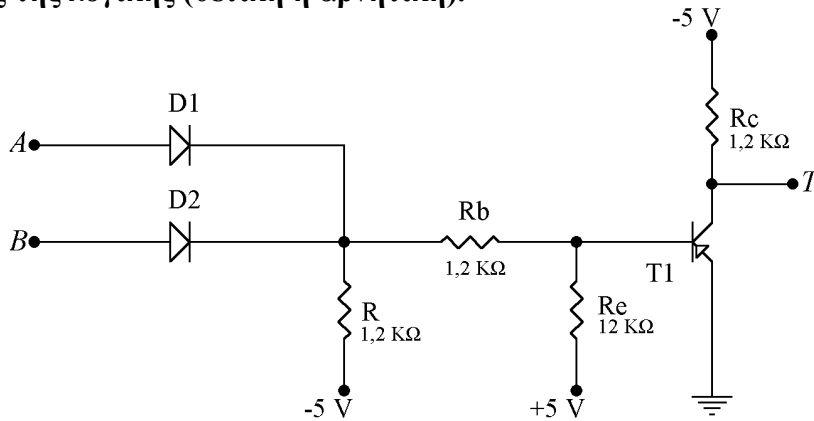 -5 V
D1
A
Rc
1,2 KΩ
D2
B
Rb
1,2 KΩ
T1
R
1,2 KΩ
Re
12 KΩ
-5 V
+5 V